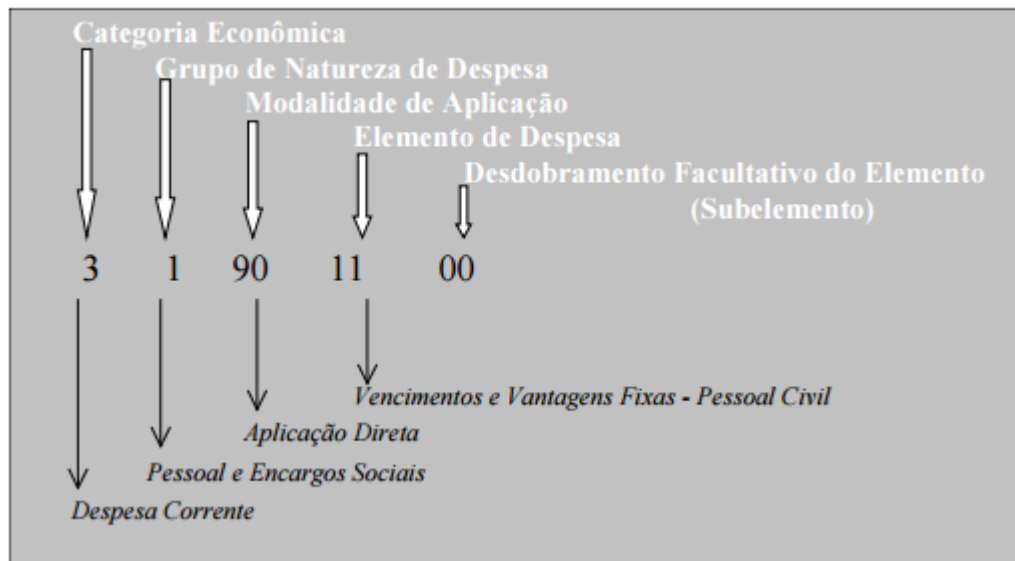 Categoria Econômica
Grupo de Natureza de Despesa
Modalidade de Aplicação
Elemento de Despesa
Desdobramento Facultativo do Elemento
(Subelemento)
3 1 90 11 00
Vencimentos e Vantagens Fixas - Pessoal Civil
Aplicação Direta
Pessoal e Encargos Sociais
Despesa Corrente